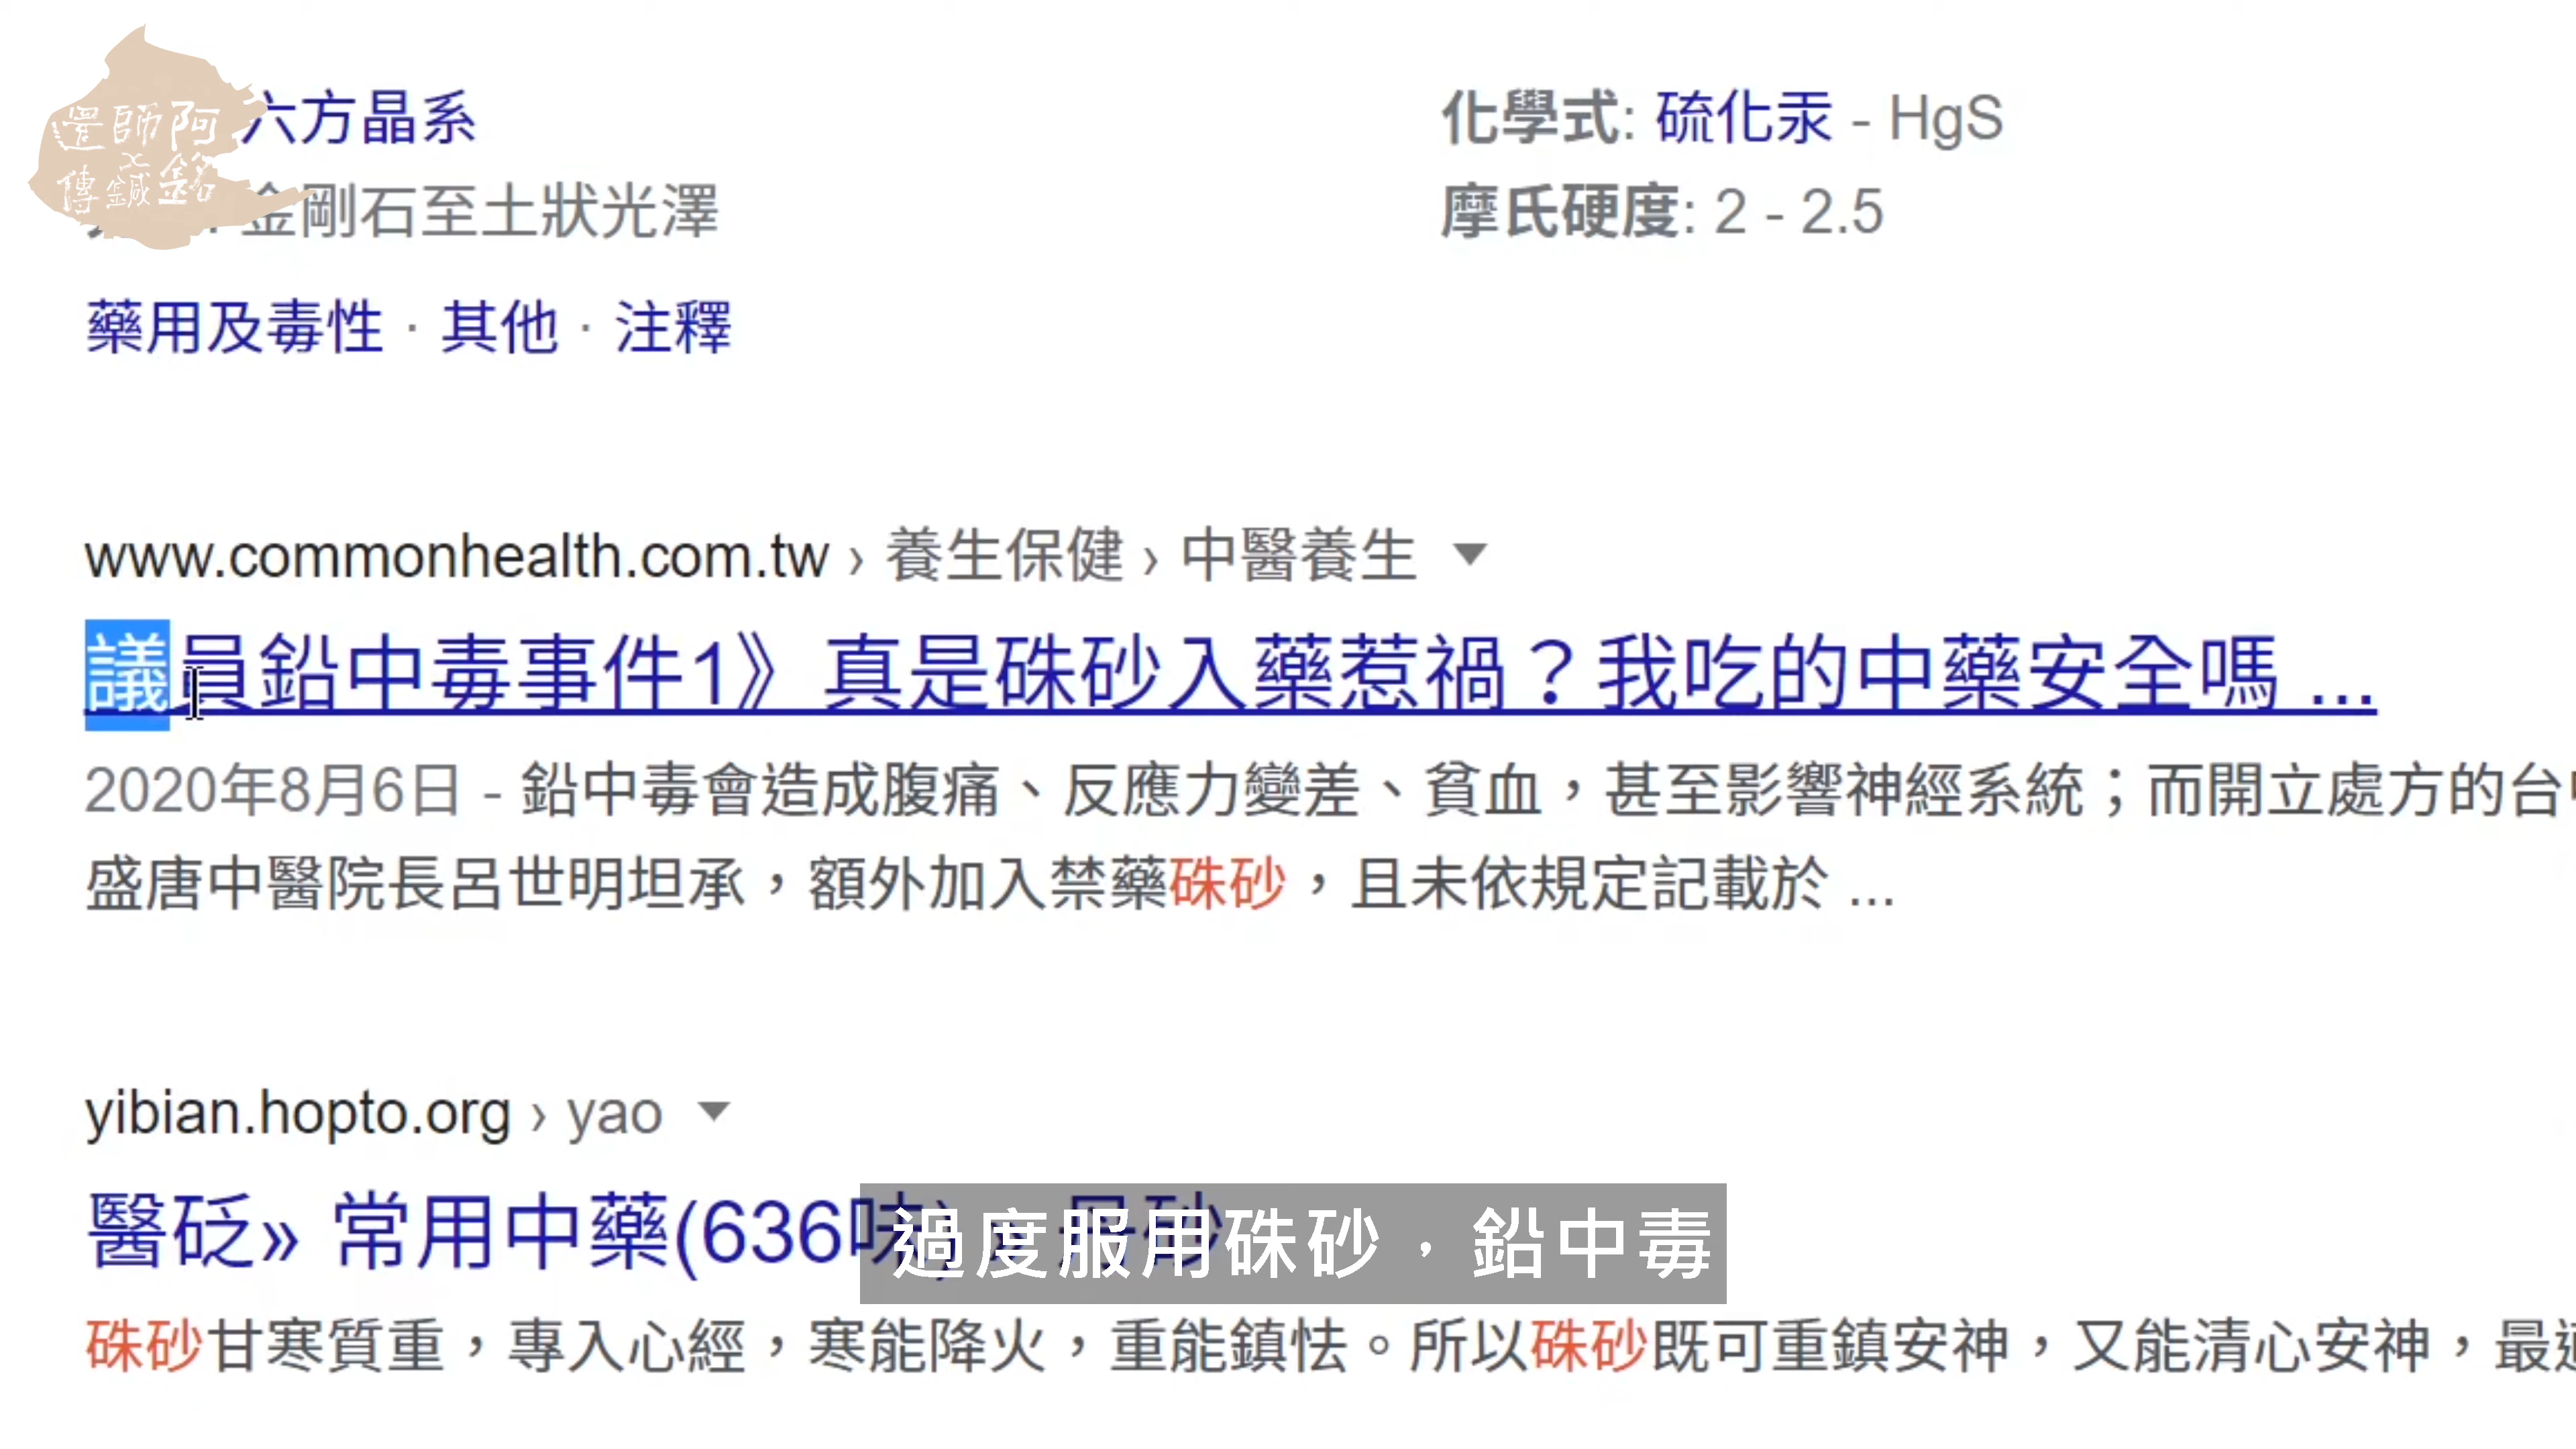 六方晶系
化學式: 硫化汞 - HgS
金剛石至土狀光澤
摩氏硬度: 2 - 2.5
藥用及毒性 · 其他 · 注釋
www.commonhealth.com.tw › 養生保健 › 中醫養生
議員鉛中毒事件1》真是硃砂入藥惹禍？我吃的中藥安全嗎 ...
2020年8月6日 - 鉛中毒會造成腹痛、反應力變差、貧血，甚至影響神經系統；而開立處方的台中
盛唐中醫院長呂世明坦承，額外加入禁藥硃砂，且未依規定記載於 ...
yibian.hopto.org › yao
醫砭» 常用中藥(636味)
過度服用硃砂，鉛中毒
硃砂甘寒質重，專入心經，寒能降火，重能鎮怯。所以硃砂既可重鎮安神，又能清心安神，最